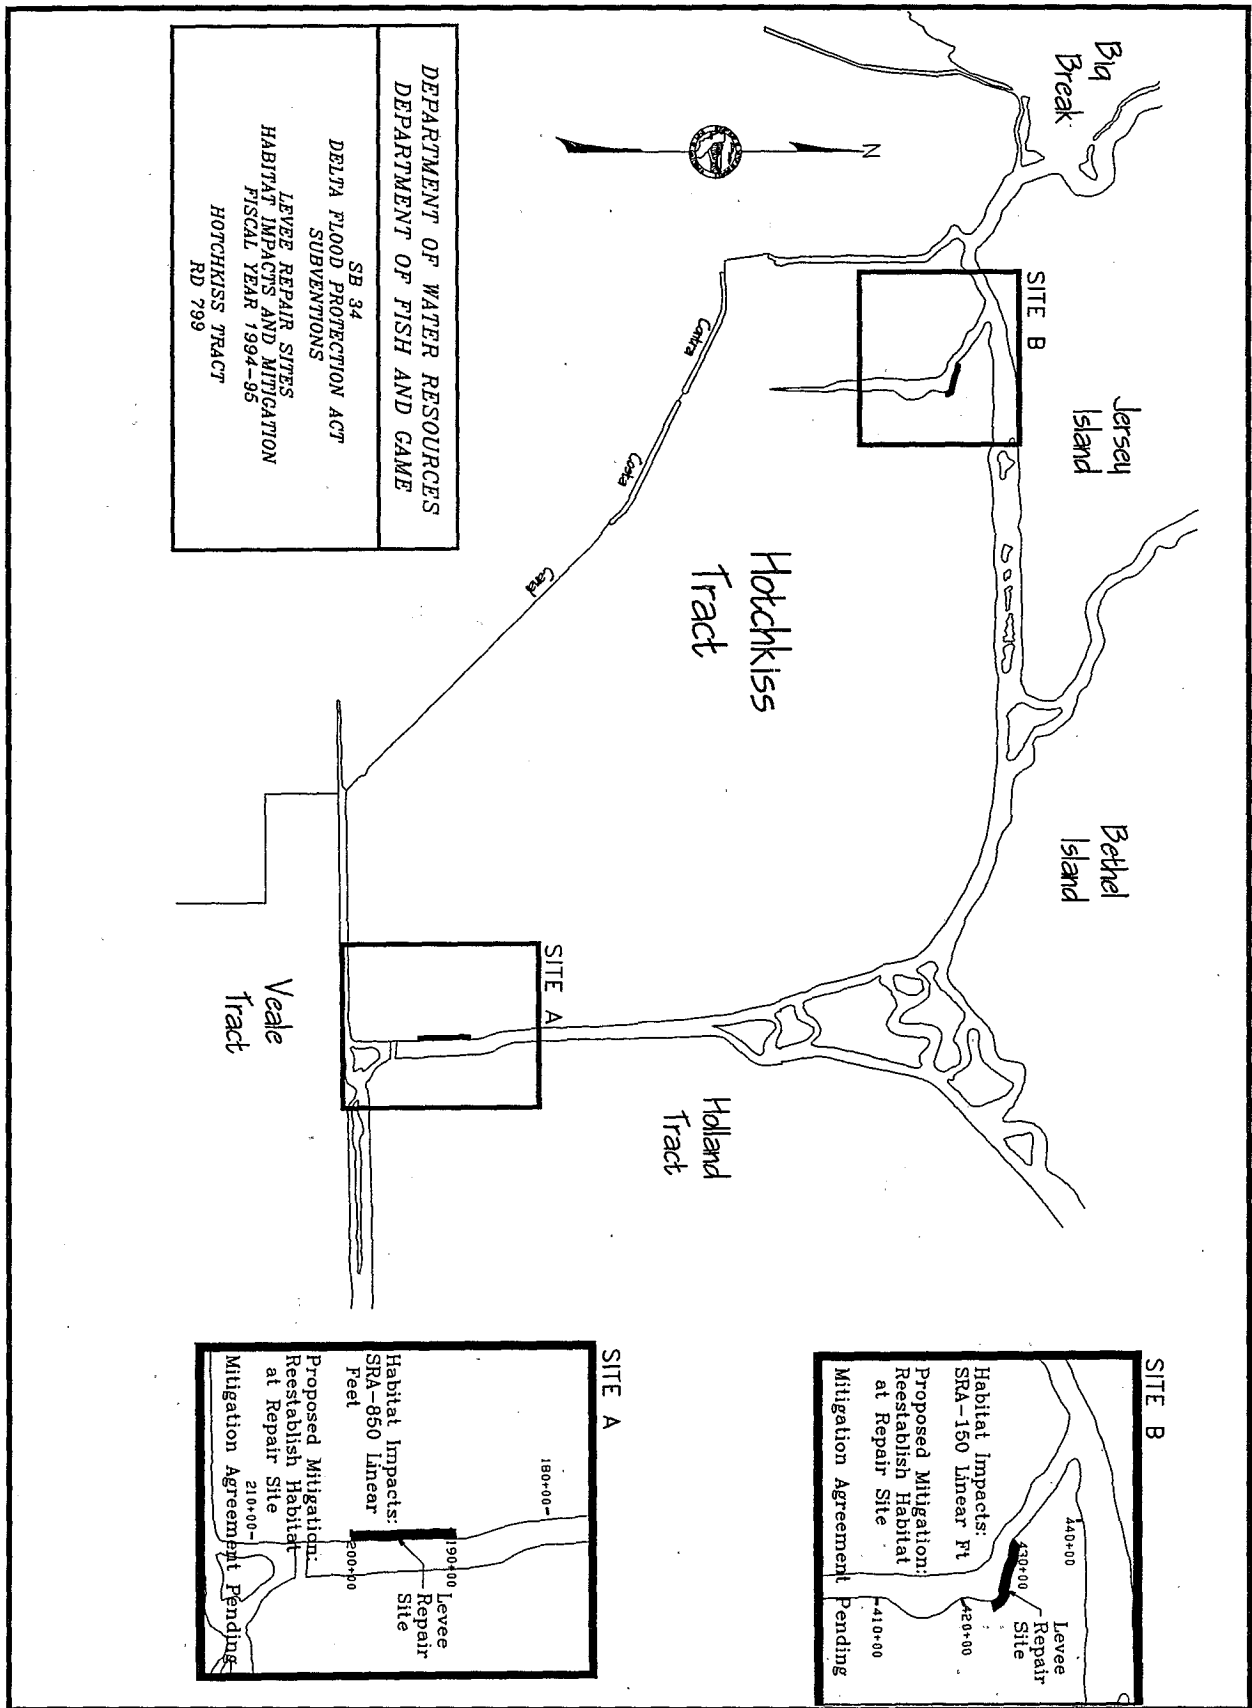 Big
Break
Jersey
Island
Bethel
Island
SITE B
N
Hotchkiss
Tract
Contra
Costa
Canal
SITE A
Holland
Tract
Veale
Tract
DEPARTMENT OF WATER RESOURCES
DEPARTMENT OF FISH AND GAME
SB 34
DELTA FLOOD PROTECTION ACT
SUBVENTIONS
LEVEE REPAIR SITES
HABITAT IMPACTS AND MITIGATION
FISCAL YEAR 1994-95
HOTCHKISS TRACT
RD 799
SITE B
Habitat Impacts:
SRA-150 Linear Ft
Proposed Mitigation:
Reestablish Habitat
at Repair Site
Mitigation Agreement Pending
440+00
430+00
420+00
410+00
Levee
Repair
Site
SITE A
180+00
190+00
200+00
210+00
Levee
Repair
Site
Habitat Impacts:
SRA-850 Linear
Feet
Proposed Mitigation:
Reestablish Habitat
at Repair Site
Mitigation Agreement Pending